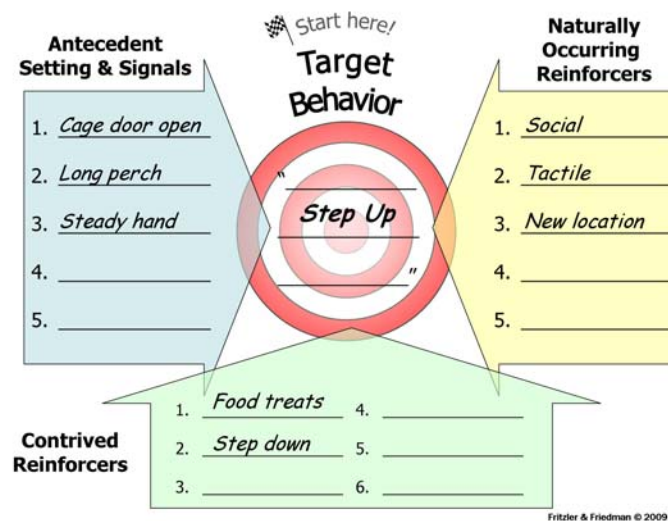 Start here!
Target
Behavior
Antecedent
Setting & Signals
1. Cage door open
2. Long perch
3. Steady hand
4.
5.
"
Step Up
"
Naturally
Occurring
Reinforcers
1. Social
2. Tactile
3. New location
4.
5.
Contrived
Reinforcers
1. Food treats
2. Step down
3.
4.
5.
6.
Fritzler & Friedman © 2009